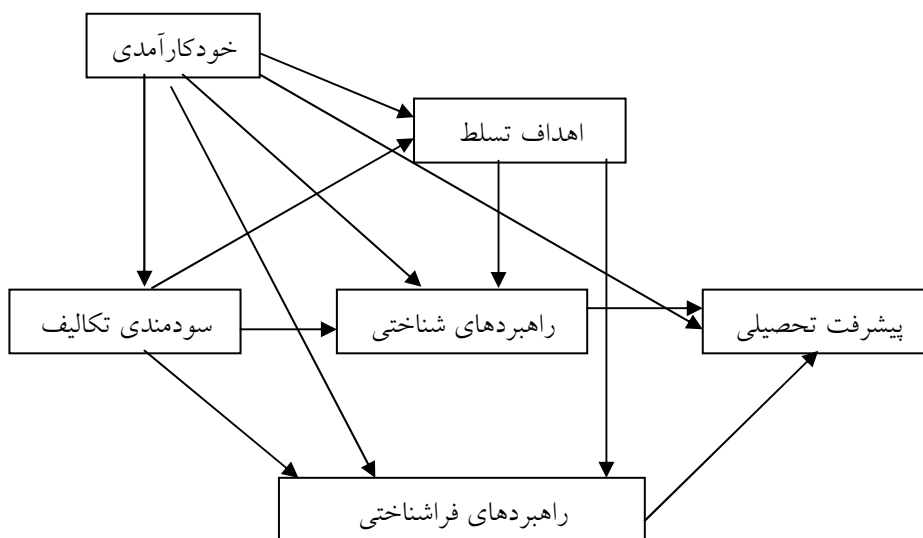 خودکارآمدی
اهداف تسلط
پیشرفت تحصیلی
راهبردهای شناختی
سودمندی تکالیف
راهبردهای فراشناختی